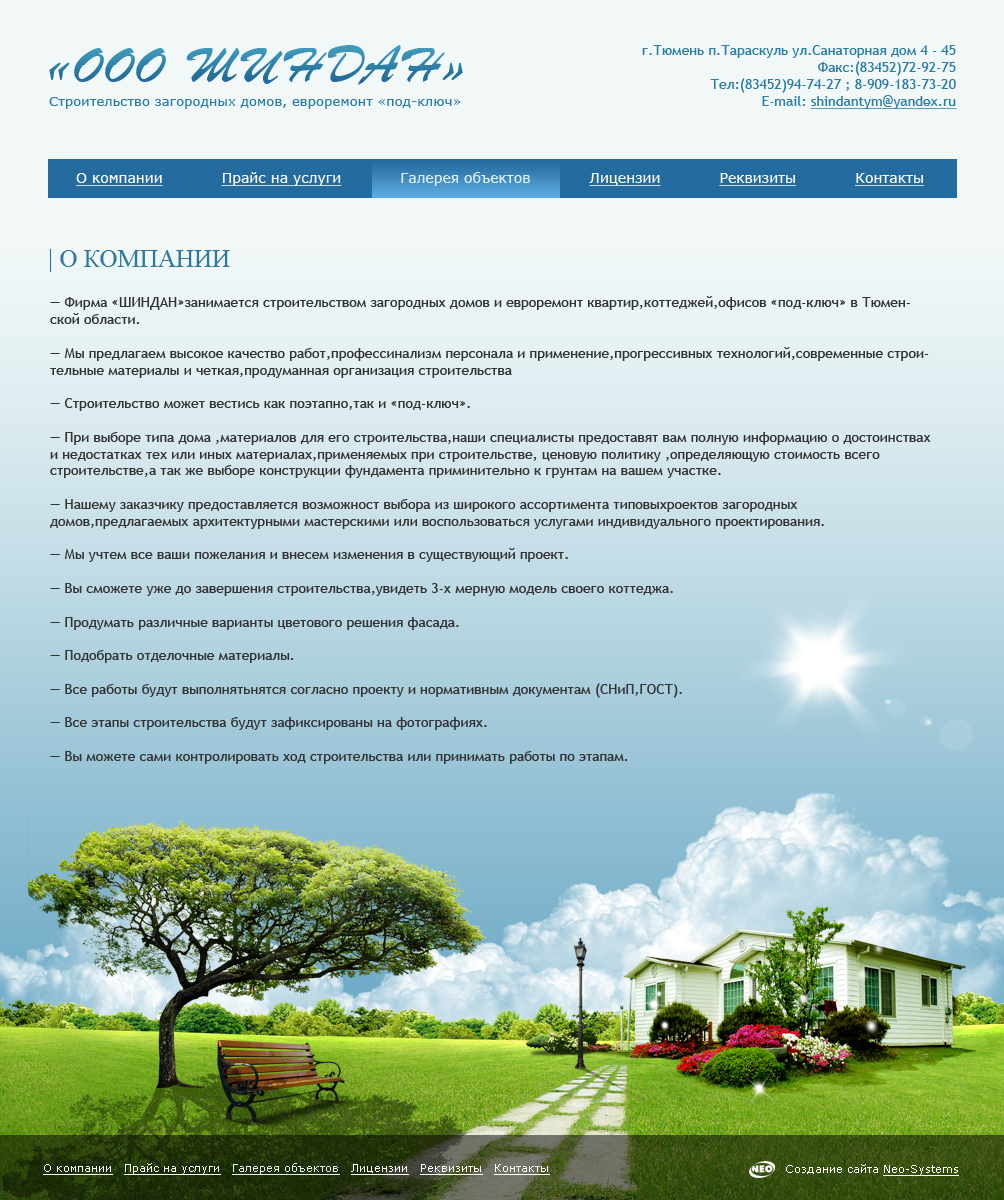 «ООО ШИНДАН»
Строительство загородных домов, евроремонт «под-ключ»
г.Тюмень п.Тараскуль ул.Санаторная дом 4 - 45
Факс:(83452)72-92-75
Тел:(83452)94-74-27 ; 8-909-183-73-20
E-mail: shindantym@yandex.ru
О компании Прайс на услуги Галерея объектов Лицензии Реквизиты Контакты
| О КОМПАНИИ
— Фирма «ШИНДАН»занимается строительством загородных домов и евроремонт квартир,коттеджей,офисов «под-ключ» в Тюмен-
ской области.
— Мы предлагаем высокое качество работ,профессинализм персонала и применение,прогрессивных технологий,современные строи-
тельные материалы и четкая,продуманная организация строительства
— Строительство может вестись как поэтапно,так и «под-ключ».
— При выборе типа дома ,материалов для его строительства,наши специалисты предоставят вам полную информацию о достоинствах
и недостатках тех или иных материалах,применяемых при строительстве, ценовую политику ,определяющую стоимость всего
строительстве,а так же выборе конструкции фундамента приминительно к грунтам на вашем участке.
— Нашему заказчику предоставляется возможност выбора из широкого ассортимента типовыхроектов загородных
домов,предлагаемых архитектурными мастерскими или воспользоваться услугами индивидуального проектирования.
— Мы учтем все ваши пожелания и внесем изменения в существующий проект.
— Вы сможете уже до завершения строительства,увидеть 3-х мерную модель своего коттеджа.
— Продумать различные варианты цветового решения фасада.
— Подобрать отделочные материалы.
— Все работы будут выполнятьнятся согласно проекту и нормативным документам (СНиП,ГОСТ).
— Все этапы строительства будут зафиксированы на фотографиях.
— Вы можете сами контролировать ход строительства или принимать работы по этапам.
О компании Прайс на услуги Галерея объектов Лицензии Реквизиты Контакты
NEO Создание сайта Neo-Systems